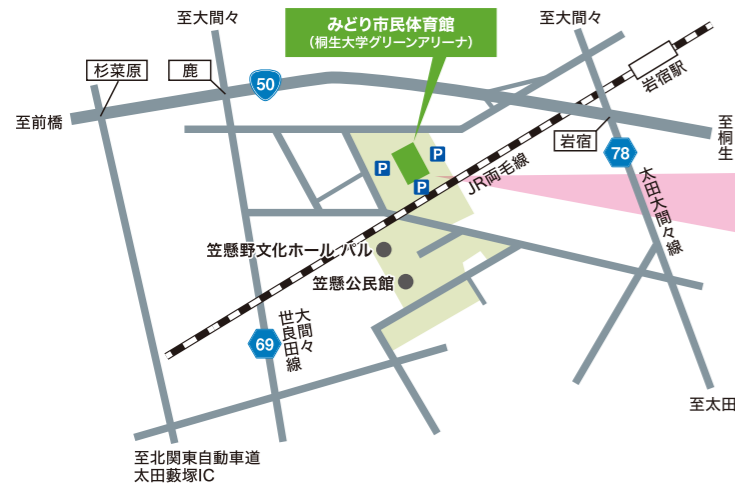 みどり市民体育館
（桐生大学グリーンアリーナ）
至大間々
至大間々
杉菜原
鹿
50
岩宿駅
至前橋
至桐生
岩宿
78
P
P
P
JR両毛線
太田大間々線
笠懸野文化ホール パル
笠懸公民館
69
大間々
世良田線
至太田
至北関東自動車道
太田藪塚IC